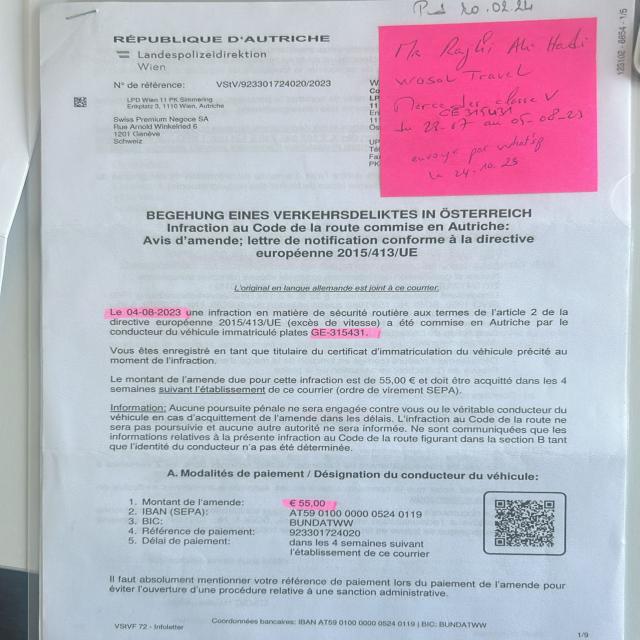 Pd 20.02.24
123102 - 8854 - 1/5
RÉPUBLIQUE D'AUTRICHE
Landespolizeidirektion
Wien
N° de référence: VStV/923301724020/2023
LPD Wien 11 PK Simmering
Enkplatz 3, 1110 Wien, Autriche
Swiss Premium Negoce SA
Rue Arnold Winkelried 6
1201 Genève
Schweiz
Mr Raghi Ali Hadi
Wasal Travel
Mercedes classe V
GE 315431
du 28-07 au 05-08-23
envoyé par what's
le 24-10-23
BEGEHUNG EINES VERKEHRSDELIKTES IN ÖSTERREICH
Infraction au Code de la route commise en Autriche:
Avis d'amende; lettre de notification conforme à la directive
européenne 2015/413/UE
L'original en langue allemande est joint à ce courrier.
Le 04-08-2023 une infraction en matière de sécurité routière aux termes de l'article 2 de la
directive européenne 2015/413/UE (excès de vitesse) a été commise en Autriche par le
conducteur du véhicule immatriculé plates GE-315431.
Vous êtes enregistré en tant que titulaire du certificat d'immatriculation du véhicule précité au
moment de l'infraction.
Le montant de l'amende due pour cette infraction est de 55,00 € et doit être acquitté dans les 4
semaines suivant l'établissement de ce courrier (ordre de virement SEPA).
Information: Aucune poursuite pénale ne sera engagée contre vous ou le véritable conducteur du
véhicule en cas d'acquittement de l'amende dans les délais. L'infraction au Code de la route ne
sera pas poursuivie et aucune autre autorité ne sera informée. Ne sont communiquées que les
informations relatives à la présente infraction au Code de la route figurant dans la section B tant
que l'identité du conducteur n'a pas été déterminée.
A. Modalités de paiement / Désignation du conducteur du véhicule:
1. Montant de l'amende: € 55,00
2. IBAN (SEPA): AT59 0100 0000 0524 0119
3. BIC: BUNDATWW
4. Référence de paiement: 923301724020
5. Délai de paiement: dans les 4 semaines suivant
l'établissement de ce courrier
Il faut absolument mentionner votre référence de paiement lors du paiement de l'amende pour
éviter l'ouverture d'une procédure relative à une sanction administrative.
Coordonnées bancaires: IBAN AT59 0100 0000 0524 0119 | BIC: BUNDATWW
VStVF 72 - Infoletter
1/9